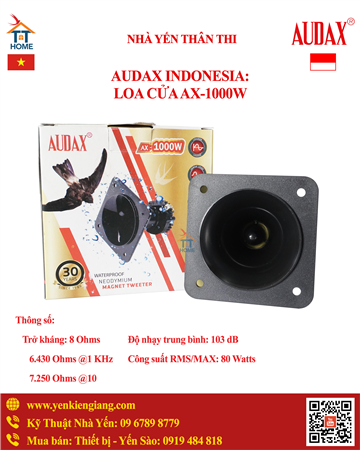 TT
HOME
NHÀ YẾN THÂN THI
AUDAX®
AUDAX INDONESIA:
LOA CỬA AX-1000W
AUDAX®
AX-1000W
30
YEARS
WATERPROOF
NEODYMIUM
MAGNET TWEETER
Thông số:
Trở kháng: 8 Ohms
Độ nhạy trung bình: 103 dB
6.430 Ohms @1 KHz
Công suất RMS/MAX: 80 Watts
7.250 Ohms @10
www.yenkiengiang.com
Kỹ Thuật Nhà Yến: 09 6789 8779
Mua bán: Thiết bị - Yến Sào: 0919 484 818